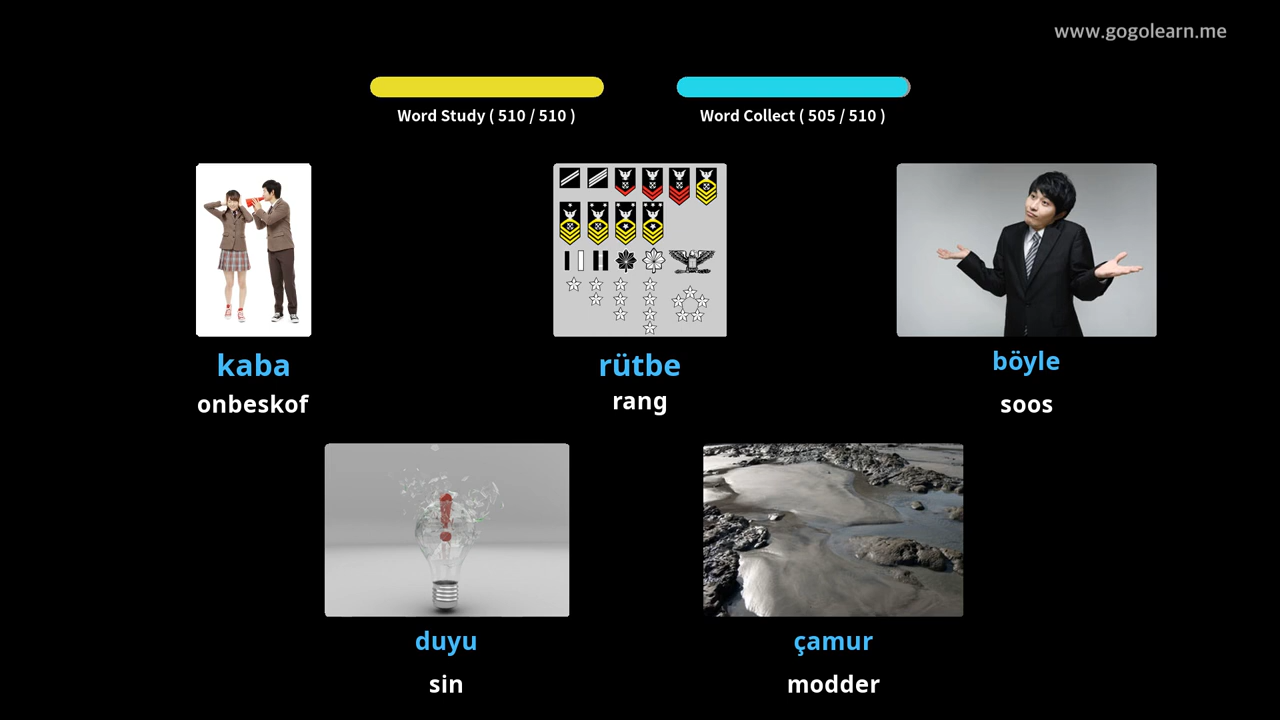 www.gogolearn.me
Word Study ( 510 / 510 )
Word Collect ( 505 / 510 )
kaba
onbeskof
rütbe
rang
böyle
soos
duyu
sin
çamur
modder